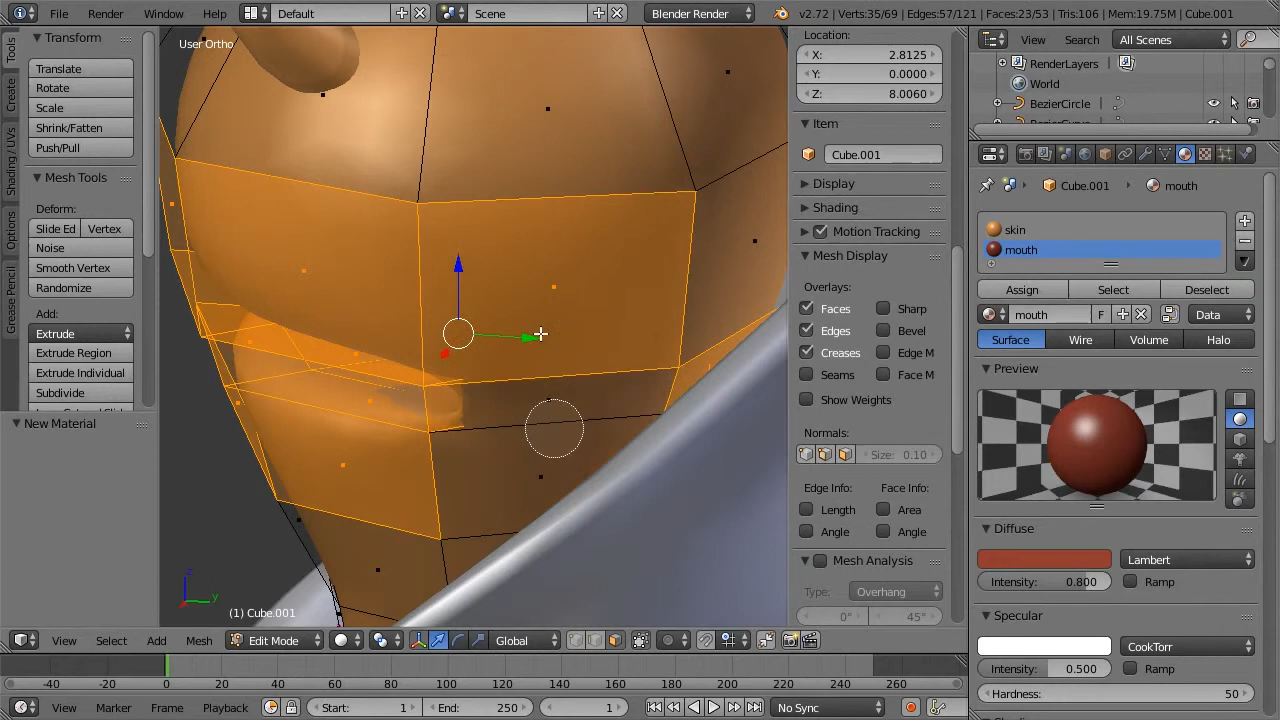 File Render Window Help Default Scene Blender Render v2.72 | Verts:35/69 | Edges:57/121 | Faces:23/53 | Tris:106 | Mem:19.75M | Cube.001
Tools
Create
Shading / UVs
Options
Grease Pencil
Transform
Translate
Rotate
Scale
Shrink/Fatten
Push/Pull
Mesh Tools
Deform:
Slide Ed Vertex
Noise
Smooth Vertex
Randomize
Add:
Extrude
Extrude Region
Extrude Individual
Subdivide
New Material
User Ortho
z
y
(1) Cube.001
Location:
X: 2.8125
Y: 0.0000
Z: 8.0060
Item
Cube.001
Display
Shading
Motion Tracking
Mesh Display
Overlays:
Faces Sharp
Edges Bevel
Creases Edge M
Seams Face M
Show Weights
Normals:
Size: 0.10
Edge Info: Face Info:
Length Area
Angle Angle
Mesh Analysis
Type: Overhang
0° 45°
View Search All Scenes
RenderLayers
World
BezierCircle
Cube.001 mouth
skin
mouth
Assign Select Deselect
mouth F Data
Surface Wire Volume Halo
Preview
Diffuse
Lambert
Intensity: 0.800 Ramp
Specular
CookTorr
Intensity: 0.500 Ramp
Hardness: 50
View Select Add Mesh Edit Mode Global
-40 -20 0 20 40 60 80 100 120 140 160 180 200 220 240 260
View Marker Frame Playback Start: 1 End: 250 1 No Sync